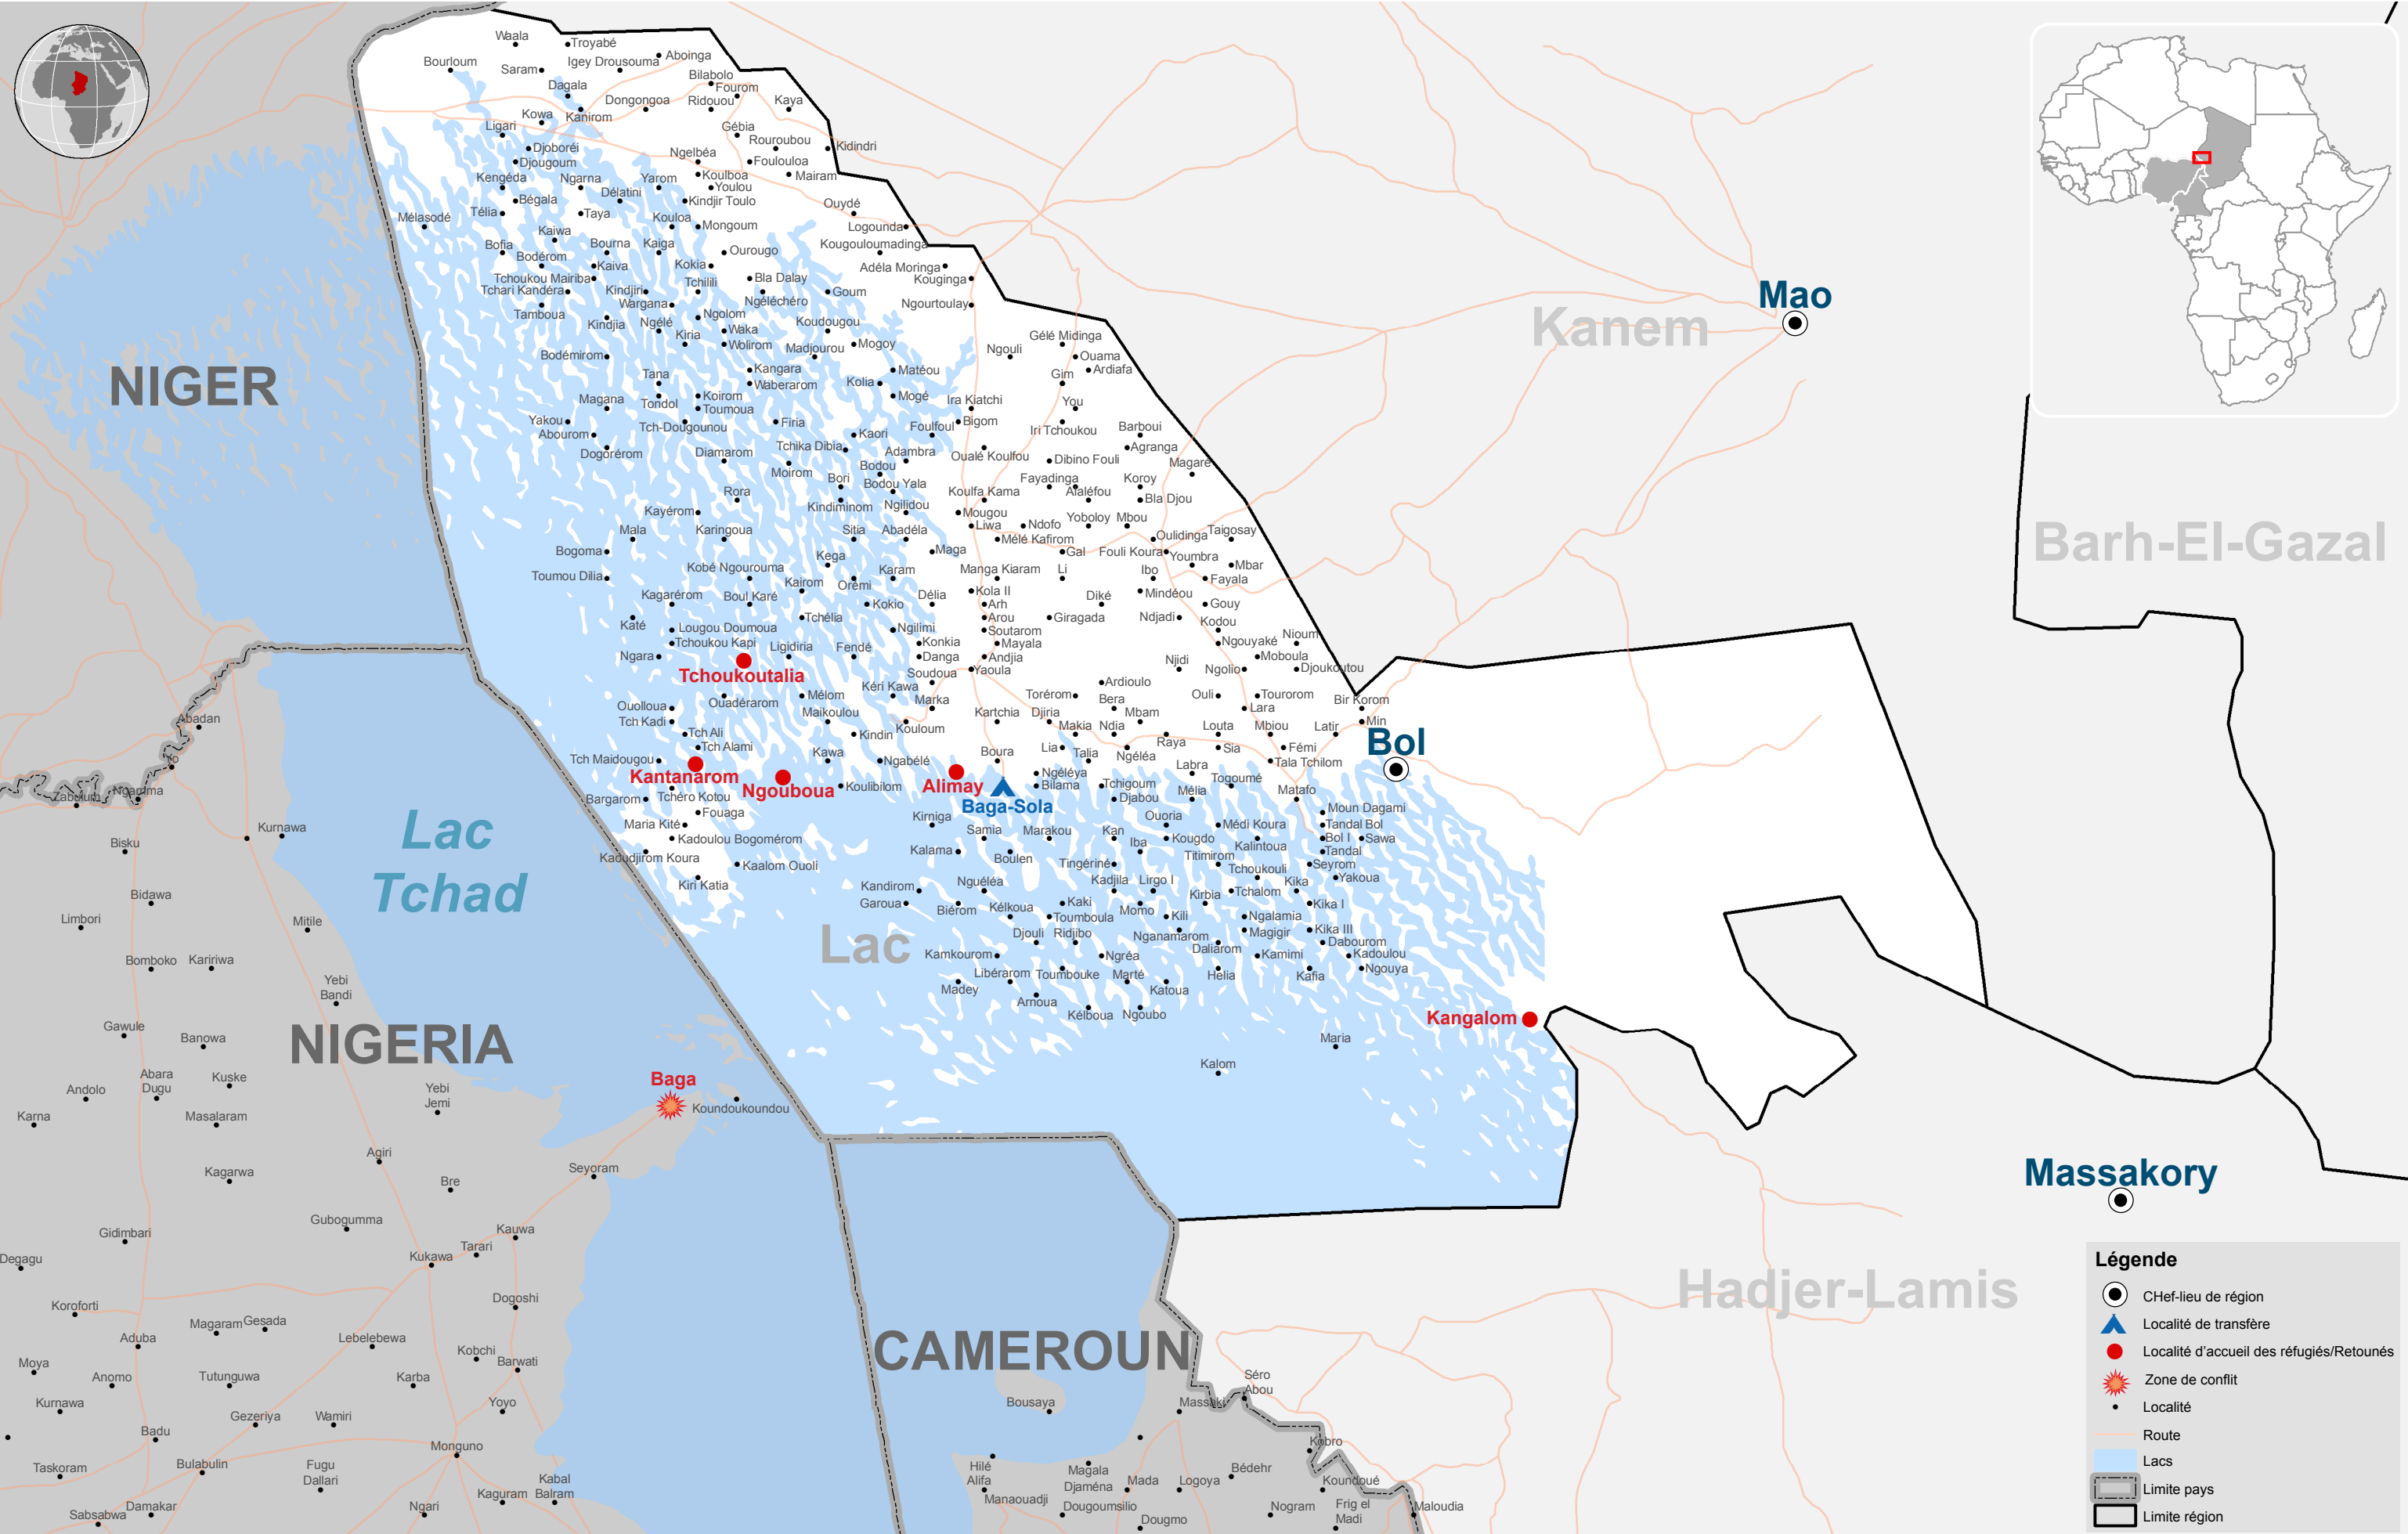 Waala
Troyabé
Bourloum
Saram
Igey Drousouma
Aboinga
Dagala
Bilabolo
Fourom
Kowa
Kanirom
Dongongoa
Ridouou
Kaya
Ligari
Gébia
Djoboréi
Rouroubou
Kidindri
Djougoum
Ngelbéa
Foulouloa
Kengéda
Ngarna
Yarom
Koulboa
Mairam
Bégala
Délatini
Youlou
Kindjir Toulo
Télia
Taya
Ouydé
Mélasodé
Kouloa
Mongoum
Logounda
Kaiwa
Bofia
Bourna
Kaiga
Ourougo
Kougouloumadinga
Bodérom
Kaiva
Kokia
Adéla Moringa
Tchoukou Mairiba
Tchilili
Bla Dalay
Kouginga
Tchari Kandéra
Kindjiri
Ngéléchéro
Goum
Wargana
Ngourtoulay
Tamboua
Kindjia
Ngélé
Ngolom
Koudougou
Kiria
Waka
Wolirom
Madjourou
Mogoy
Ngouli
Gélé Midinga
Bodémirom
Ouama
Ardiafa
Tana
Kangara
Waberarom
Kolia
Matéou
Gim
Magana
Tondol
Koirom
Toumoua
Mogé
Ira Kiatchi
You
Yakou
Abourom
Tch-Dougounou
Firia
Foulfoul
Bigom
Iri Tchoukou
Barboui
Kaori
Dogorérom
Diamarom
Tchika Dibia
Adambra
Oualé Koulfou
Agranga
Moirom
Bodou
Dibino Fouli
Magaré
Rora
Bori
Bodou Yala
Koulfa Kama
Fayadinga
Afaléfou
Koroy
Bla Djou
Kayérom
Kindiminom
Ngilidou
Mougou
Liwa
Ndofo
Yoboloy
Mbou
Mala
Karingoua
Sitia
Abadéla
Mélé Kafirom
Oulidinga
Taigosay
Bogoma
Kega
Maga
Gal
Fouli Koura
Youmbra
Mbar
Toumou Dilia
Kobé Ngourouma
Kairom
Orémi
Karam
Manga Kiaram
Li
Ibo
Fayala
Kagarérom
Boul Karé
Kokio
Délia
Kola II
Arh
Diké
Mindéou
Gouy
Katé
Tchélia
Arou
Giragada
Ndjadi
Lougou Doumoua
Ngilimi
Soutarom
Kodou
Tchoukou Kapi
Konkia
Mayala
Ngouyaké
Nioum
Ngara
Ligidiria
Fendé
Danga
Andjia
Moboula
Tchoukoutalia
Soudoua
Yaoula
Njidi
Ngolio
Djoukoutou
Ouolloua
Ouadérarom
Mélom
Kéri Kawa
Marka
Torérom
Ardioulo
Bera
Ouli
Tourorom
Lara
Bir Korom
Tch Kadi
Maikoulou
Kouloum
Kartchia
Djiria
Mbam
Min
Tch Ali
Kindin
Makia
Ndia
Raya
Louta
Mbiou
Latir
Tch Alami
Lia
Talia
Ngéléa
Sia
Fémi
Bol
Tch Maidougou
Kawa
Ngabélé
Boura
Labra
Tala Tchilom
Kantanarom
Ngouboua
Alimay
Ngéléya
Bilama
Tchigoum
Togoumé
Bargarom
Tchéro Kotou
Koulibilom
Baga-Sola
Djabou
Mélia
Matafo
Maria Kité
Fouaga
Kirniga
Ouoria
Moun Dagami
Kadoulou Bogomérom
Samia
Marakou
Kan
Kougdo
Médi Koura
Tandal Bol
Bol I
Sawa
Kadudjirom Koura
Kaalom Ouoli
Kalama
Boulen
Iba
Kalintoua
Tandal
Tingériné
Titimirom
Tchoukouli
Seyrom
Kiri Katia
Kandirom
Nguéléa
Kadjila
Lirgo I
Kirbia
Tchalom
Kika
Yakoua
Garoua
Biérom
Kélkoua
Kaki
Toumboula
Momo
Kili
Kika I
Ngalamia
Djouli
Ridjibo
Nganamarom
Magigir
Kika III
Dabourom
Kamkourom
Ngréa
Daliarom
Kamimi
Kadoulou
Madey
Libérarom
Toumbouke
Marté
Katoua
Helia
Kafia
Ngouya
Arnoua
Kélboua
Ngoubo
Kangalom
Maria
Kalom
Kanem
Mao
Barh-El-Gazal
Massakory
Hadjer-Lamis
Lac
NIGER
Lac
Tchad
NIGERIA
CAMEROUN
Abadan
Yo
Zabulum
Ngamma
Kurnawa
Bisku
Bidawa
Limbori
Mitile
Bomboko
Kaririwa
Yebi
Bandi
Gawule
Banowa
Baga
Koundoukoundou
Abara
Dugu
Kuske
Andolo
Yebi
Jemi
Karna
Masalaram
Agiri
Kagarwa
Seyoram
Bre
Gubogumma
Gidimbari
Kauwa
Degagu
Kukawa
Tarari
Koroforti
Dogoshi
Magaram
Gesada
Aduba
Lebelebewa
Kobchi
Moya
Barwati
Anomo
Tutunguwa
Karba
Kurnawa
Yoyo
Gezeriya
Wamiri
Badu
Monguno
Taskoram
Bulabulin
Fugu
Dallari
Kabal
Balram
Kaguram
Damakar
Ngari
Sabsabwa
Séro
Abou
Bousaya
Massaki
Kobro
Hilé
Alifa
Magala
Djaména
Mada
Logoya
Bédehr
Koundoué
Manaouadji
Dougoumsilio
Nogram
Frig el
Madi
Maloudia
Dougmo
Légende
CHef-lieu de région
Localité de transfère
Localité d'accueil des réfugiés/Retounés
Zone de conflit
Localité
Route
Lacs
Limite pays
Limite région